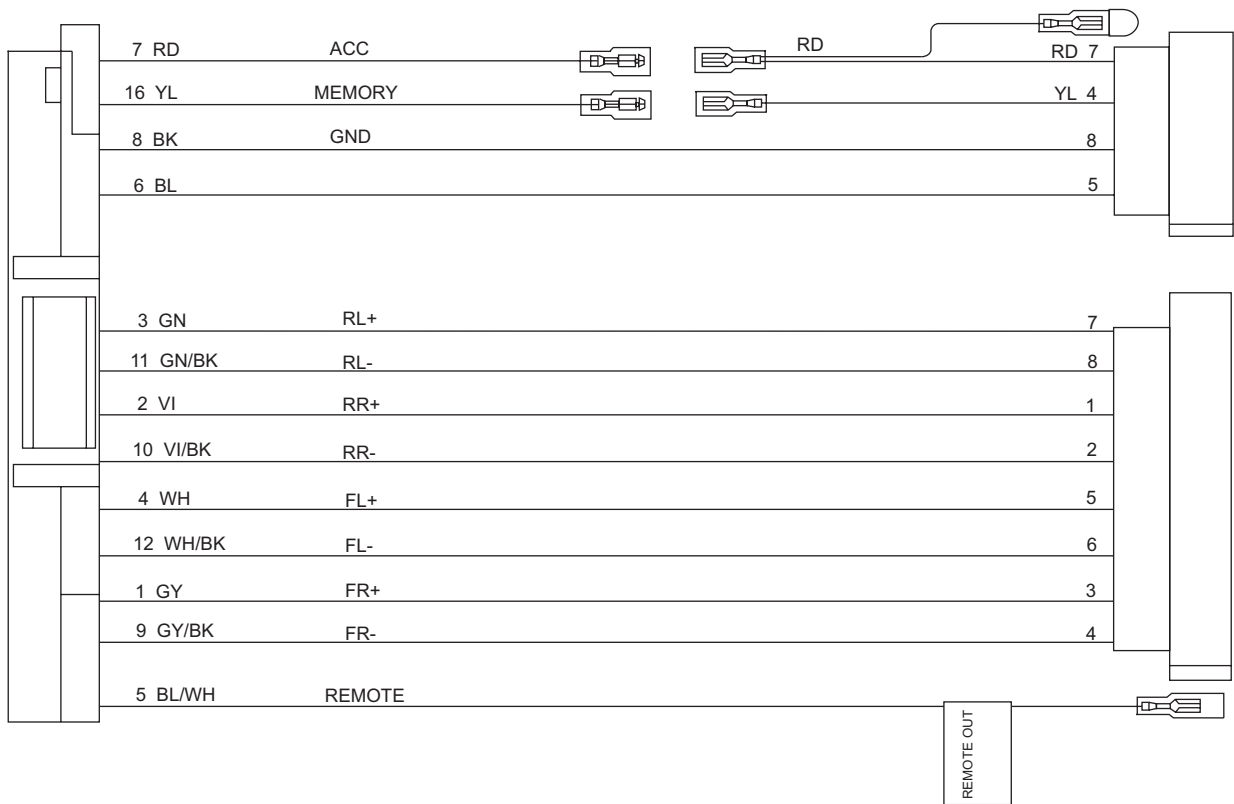 7 RD ACC RD RD 7
16 YL MEMORY YL 4
8 BK GND 8
6 BL 5
3 GN RL+ 7
11 GN/BK RL- 8
2 VI RR+ 1
10 VI/BK RR- 2
4 WH FL+ 5
12 WH/BK FL- 6
1 GY FR+ 3
9 GY/BK FR- 4
5 BL/WH REMOTE
REMOTE OUT